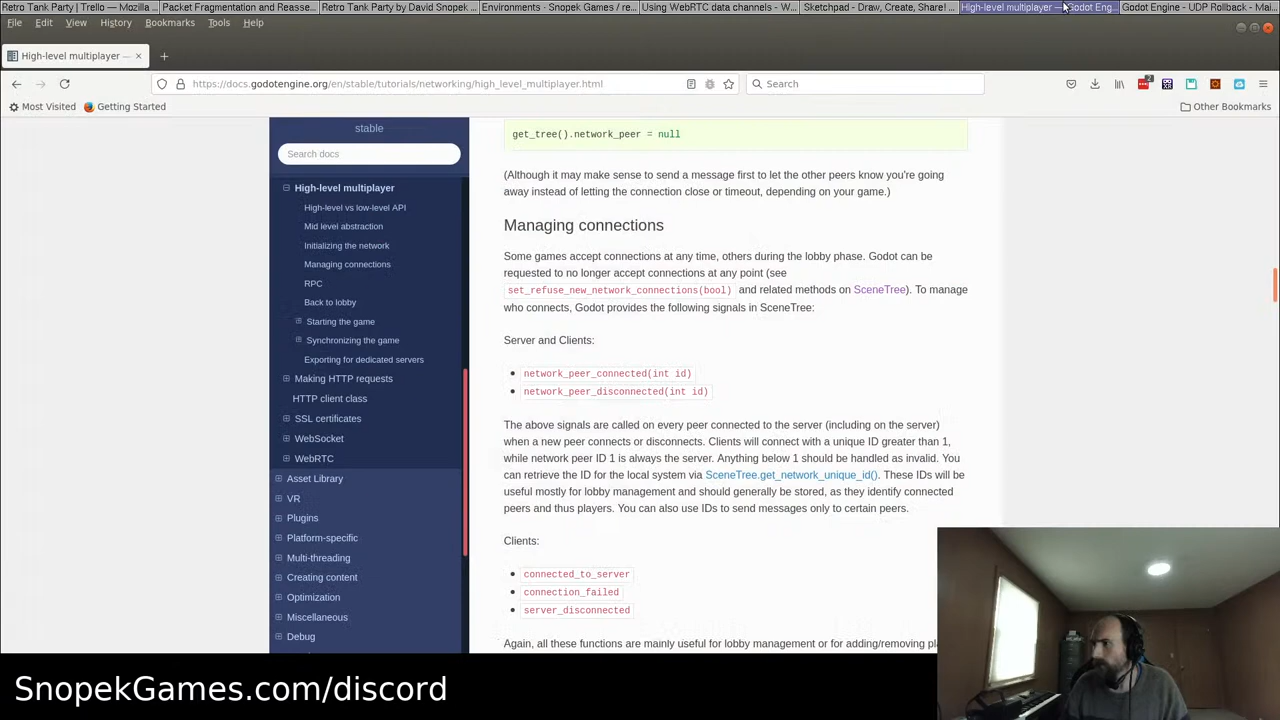 Retro Tank Party | Trello — Mozilla ... Packet Fragmentation and Reasse... Retro Tank Party by David Snopek ... Environments · Snopek Games / re... Using WebRTC data channels - W... Sketchpad - Draw, Create, Share! ... High-level multiplayer — Godot Eng... Godot Engine - UDP Rollback - Mai...
File Edit View History Bookmarks Tools Help
High-level multiplayer —
https://docs.godotengine.org/en/stable/tutorials/networking/high_level_multiplayer.html Search
Most Visited Getting Started Other Bookmarks
stable
Search docs
High-level multiplayer
High-level vs low-level API
Mid level abstraction
Initializing the network
Managing connections
RPC
Back to lobby
Starting the game
Synchronizing the game
Exporting for dedicated servers
Making HTTP requests
HTTP client class
SSL certificates
WebSocket
WebRTC
Asset Library
VR
Plugins
Platform-specific
Multi-threading
Creating content
Optimization
Miscellaneous
Debug
get_tree().network_peer = null
(Although it may make sense to send a message first to let the other peers know you're going
away instead of letting the connection close or timeout, depending on your game.)
Managing connections
Some games accept connections at any time, others during the lobby phase. Godot can be
requested to no longer accept connections at any point (see
set_refuse_new_network_connections(bool) and related methods on SceneTree). To manage
who connects, Godot provides the following signals in SceneTree:
Server and Clients:
network_peer_connected(int id)
network_peer_disconnected(int id)
The above signals are called on every peer connected to the server (including on the server)
when a new peer connects or disconnects. Clients will connect with a unique ID greater than 1,
while network peer ID 1 is always the server. Anything below 1 should be handled as invalid. You
can retrieve the ID for the local system via SceneTree.get_network_unique_id(). These IDs will be
useful mostly for lobby management and should generally be stored, as they identify connected
peers and thus players. You can also use IDs to send messages only to certain peers.
Clients:
connected_to_server
connection_failed
server_disconnected
Again, all these functions are mainly useful for lobby management or for adding/removing pl
SnopekGames.com/discord